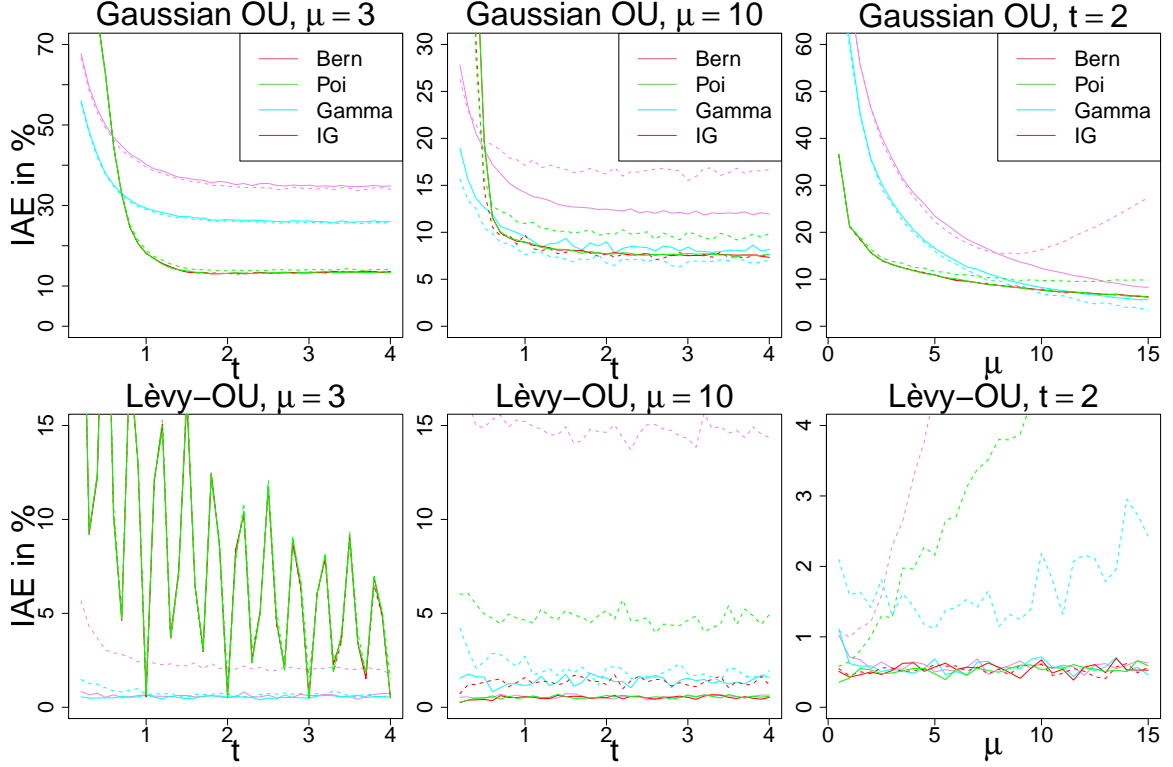 Gaussian OU, μ = 3
Gaussian OU, μ = 10
Gaussian OU, t = 2
IAE in %
0 10 30 50 70
Bern
Poi
Gamma
IG
1 2 3 4
t
0 5 10 15 20 25 30
Bern
Poi
Gamma
IG
1 2 3 4
t
0 10 20 30 40 50 60
Bern
Poi
Gamma
IG
0 5 10 15
μ
Lèvy−OU, μ = 3
Lèvy−OU, μ = 10
Lèvy−OU, t = 2
IAE in %
0 5 10 15
1 2 3 4
t
0 5 10 15
1 2 3 4
t
0 1 2 3 4
0 5 10 15
μ